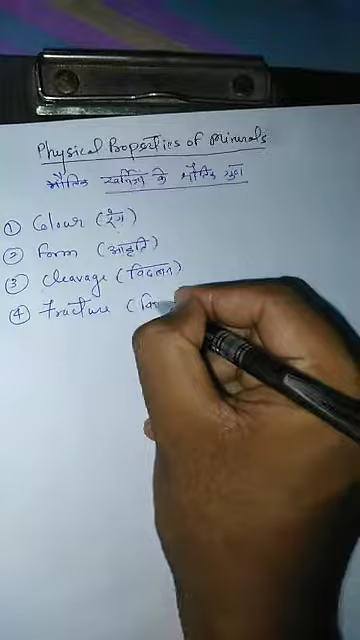 Physical Properties of Minerals
भौतिक खनिजों के भौतिक गुण
① Colour (रंग)
② Form (आकृति)
③ Cleavage (विदलन)
④ Fracture (वि